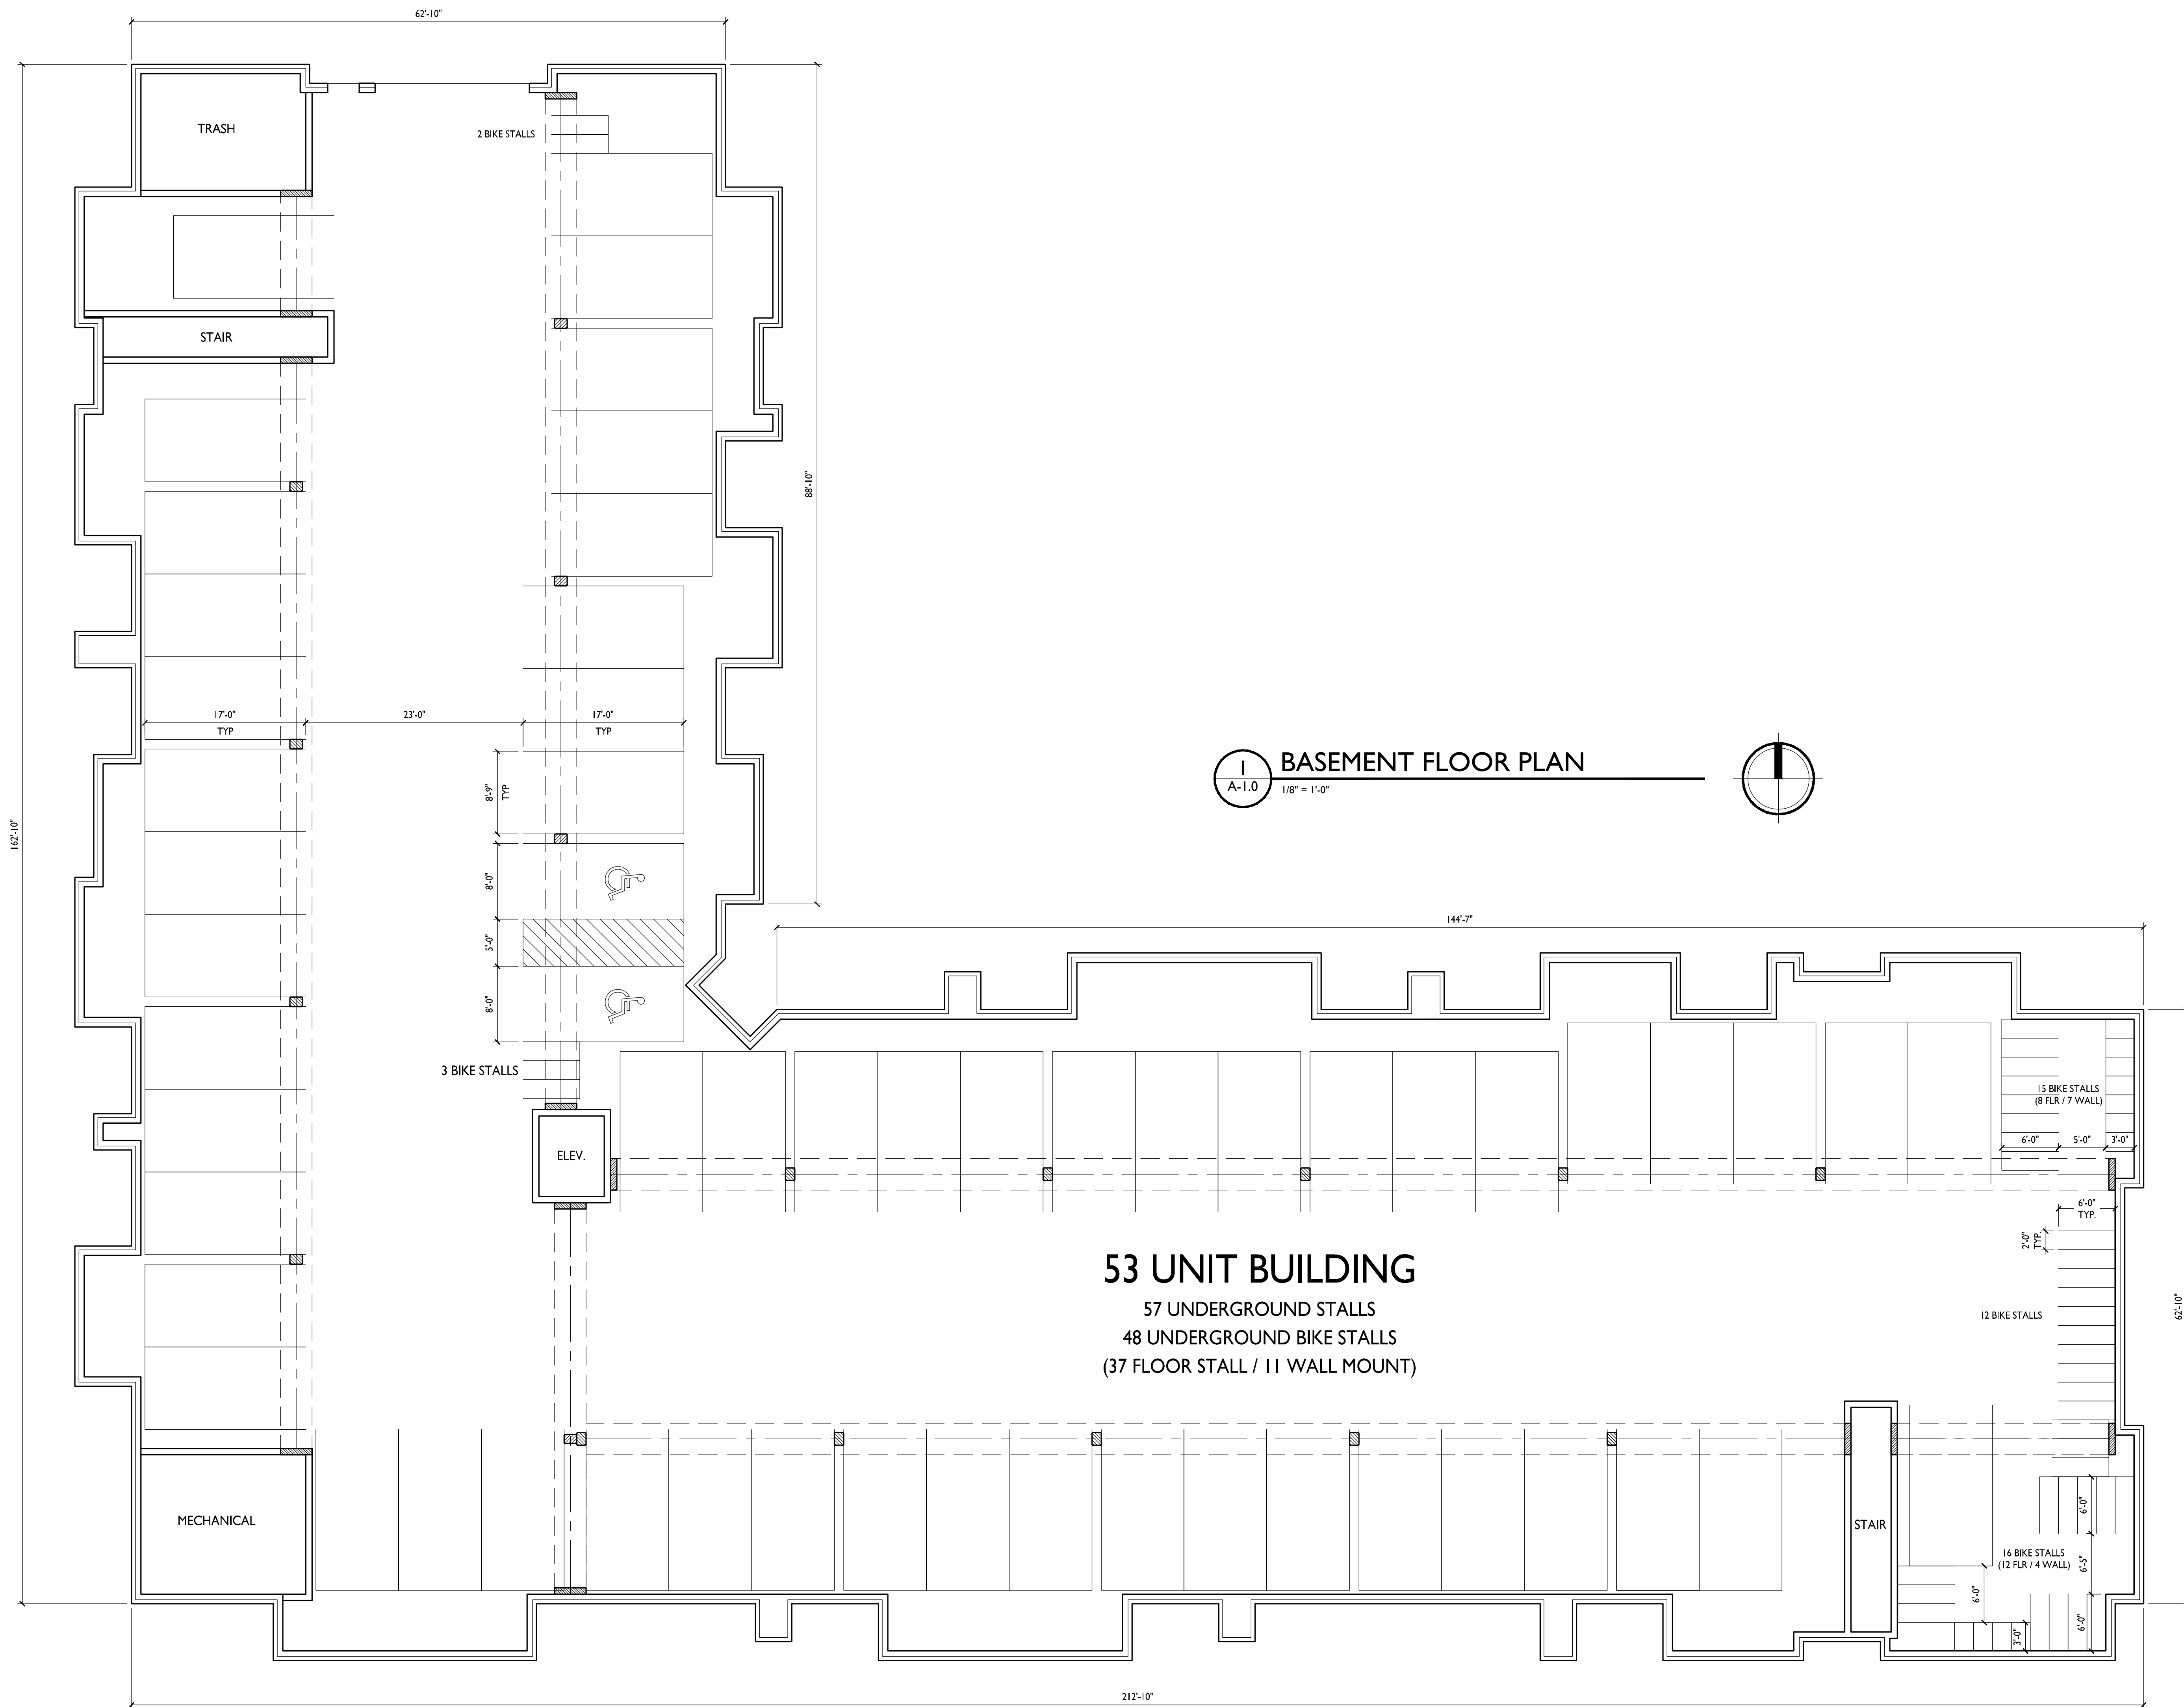 62'-10"
TRASH
2 BIKE STALLS
STAIR
88'-10"
17'-0"
TYP
23'-0"
17'-0"
TYP
162'-10"
8'-9"
TYP
1
A-1.0
BASEMENT FLOOR PLAN
1/8" = 1'-0"
8'-0"
5'-0"
8'-0"
144'-7"
3 BIKE STALLS
ELEV.
15 BIKE STALLS
(8 FLR / 7 WALL)
6'-0"
5'-0"
3'-0"
6'-0"
TYP.
2'-0"
TYP.
53 UNIT BUILDING
57 UNDERGROUND STALLS
48 UNDERGROUND BIKE STALLS
(37 FLOOR STALL / 11 WALL MOUNT)
12 BIKE STALLS
62'-10"
MECHANICAL
STAIR
6'-0"
16 BIKE STALLS
(12 FLR / 4 WALL)
6'-5"
6'-0"
6'-0"
3'-0"
212'-10"